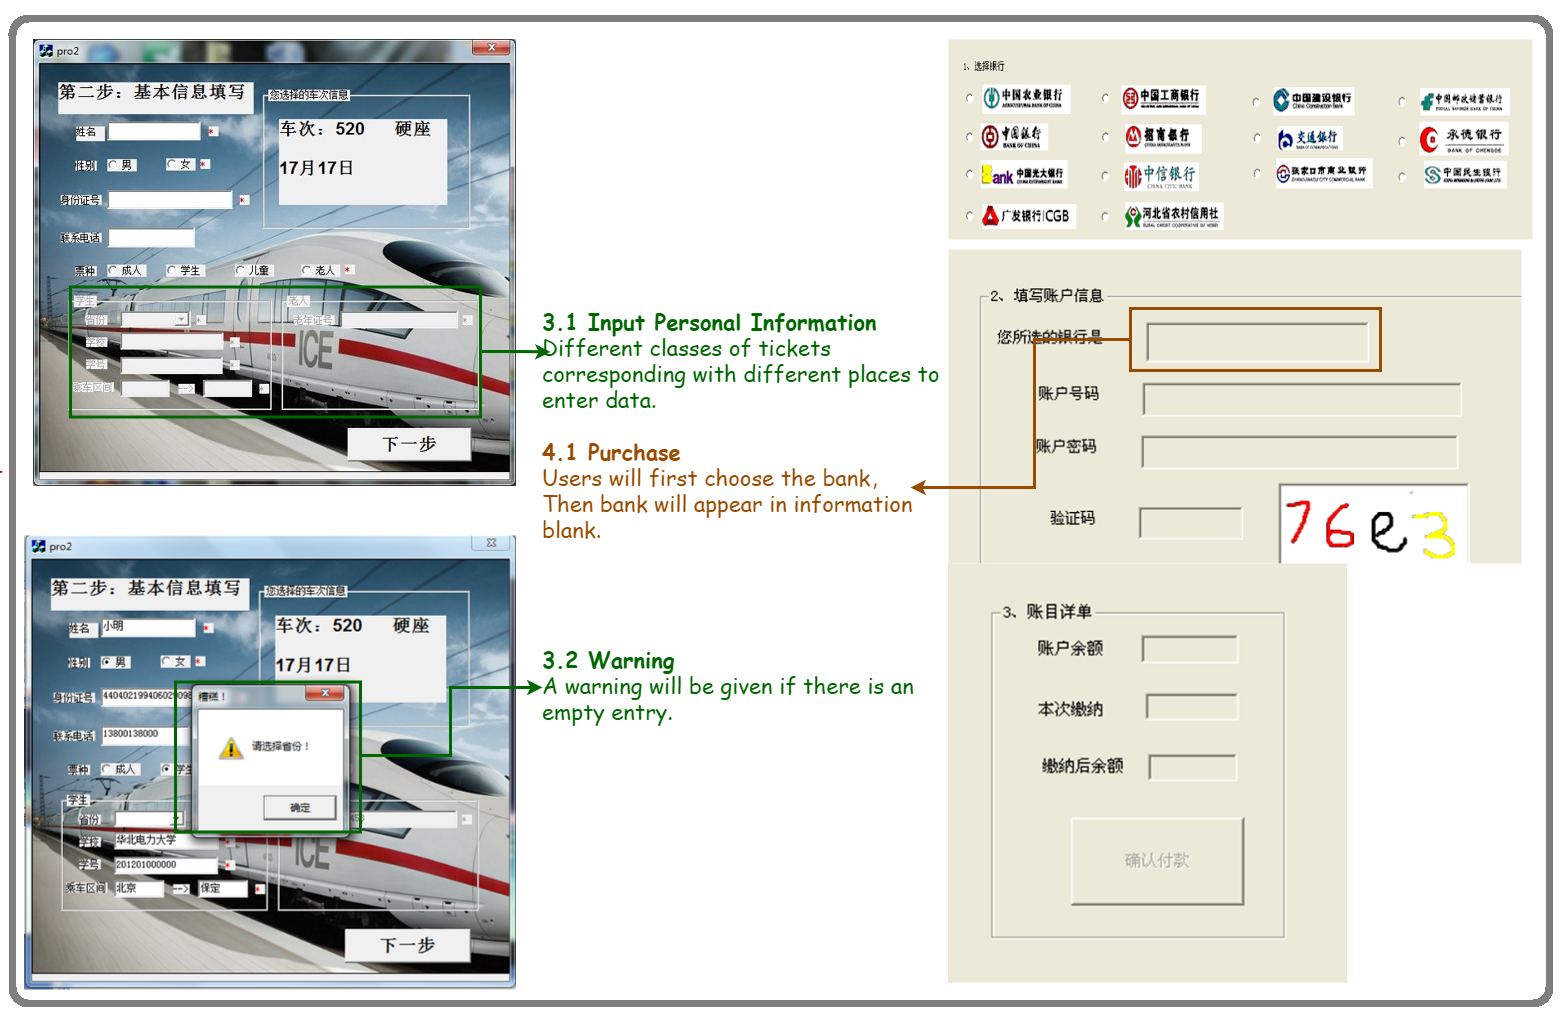 pro2
第二步：基本信息填写
您选择的车次信息
姓名 *
车次：520 硬座
17月17日
性别 男 女 *
身份证号 *
联系电话
票种 成人 学生 儿童 老人 *
学生
老人
省份 *
老年证号 *
学校
学号
乘车区间 --> *
ICE
下一步
pro2
第二步：基本信息填写
您选择的车次信息
姓名 小明 *
车次：520 硬座
17月17日
性别 男 女 *
身份证号
联系电话 13800138000
票种 成人 学生
糟糕！
请选择省份！
确定
学生
省份
学校 华北电力大学 *
学号 201201000000 *
乘车区间 北京 --> 保定 *
ICE
下一步
3.1 Input Personal Information
Different classes of tickets
corresponding with different places to
enter data.
4.1 Purchase
Users will first choose the bank,
Then bank will appear in information
blank.
3.2 Warning
A warning will be given if there is an
empty entry.
1、选择银行
中国农业银行
AGRICULTURAL BANK OF CHINA
中国工商银行
中国建设银行
China Construction Bank
中国邮政储蓄银行
POSTAL SAVINGS BANK OF CHINA
中国银行
BANK OF CHINA
招商银行
CHINA MERCHANTS BANK
交通银行
BANK OF COMMUNICATIONS
承德银行
BANK OF CHENGDE
Bank 中国光大银行
CHINA EVERBRIGHT BANK
中信银行
CHINA CITIC BANK
张家口市商业银行
ZHANGJIAKOU CITY COMMERCIAL BANK
中国民生银行
广发银行|CGB
河北省农村信用社
RURAL CREDIT COOPERATIVE OF HEBEI
2、填写账户信息
您所选的银行是
账户号码
账户密码
验证码
76e3
3、账目详单
账户余额
本次缴纳
缴纳后余额
确认付款